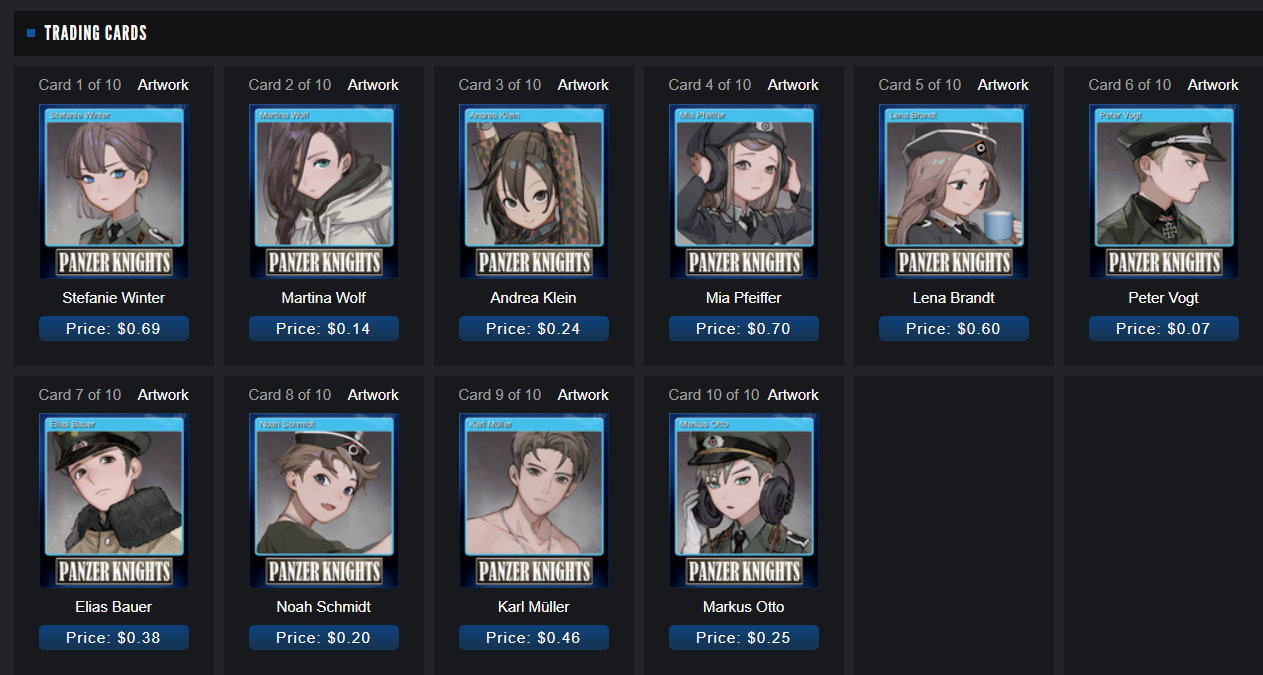 TRADING CARDS
Card 1 of 10 Artwork
Card 2 of 10 Artwork
Card 3 of 10 Artwork
Card 4 of 10 Artwork
Card 5 of 10 Artwork
Card 6 of 10 Artwork
Stefanie Winter
Martina Wolf
Andrea Klein
Mia Pfeiffer
Lena Brandt
Peter Vogt
PANZER KNIGHTS
PANZER KNIGHTS
PANZER KNIGHTS
PANZER KNIGHTS
PANZER KNIGHTS
PANZER KNIGHTS
Stefanie Winter
Martina Wolf
Andrea Klein
Mia Pfeiffer
Lena Brandt
Peter Vogt
Price: $0.69
Price: $0.14
Price: $0.24
Price: $0.70
Price: $0.60
Price: $0.07
Card 7 of 10 Artwork
Card 8 of 10 Artwork
Card 9 of 10 Artwork
Card 10 of 10 Artwork
Elias Bauer
Noah Schmidt
Karl Müller
Markus Otto
PANZER KNIGHTS
PANZER KNIGHTS
PANZER KNIGHTS
PANZER KNIGHTS
Elias Bauer
Noah Schmidt
Karl Müller
Markus Otto
Price: $0.38
Price: $0.20
Price: $0.46
Price: $0.25